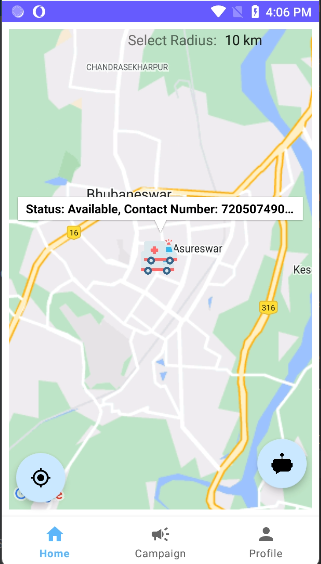 4:06 PM
Select Radius: 10 km
CHANDRASEKHARPUR
Bhubaneswar
Status: Available, Contact Number: 720507490...
16
Asureswar
Kes
316
Home Campaign Profile